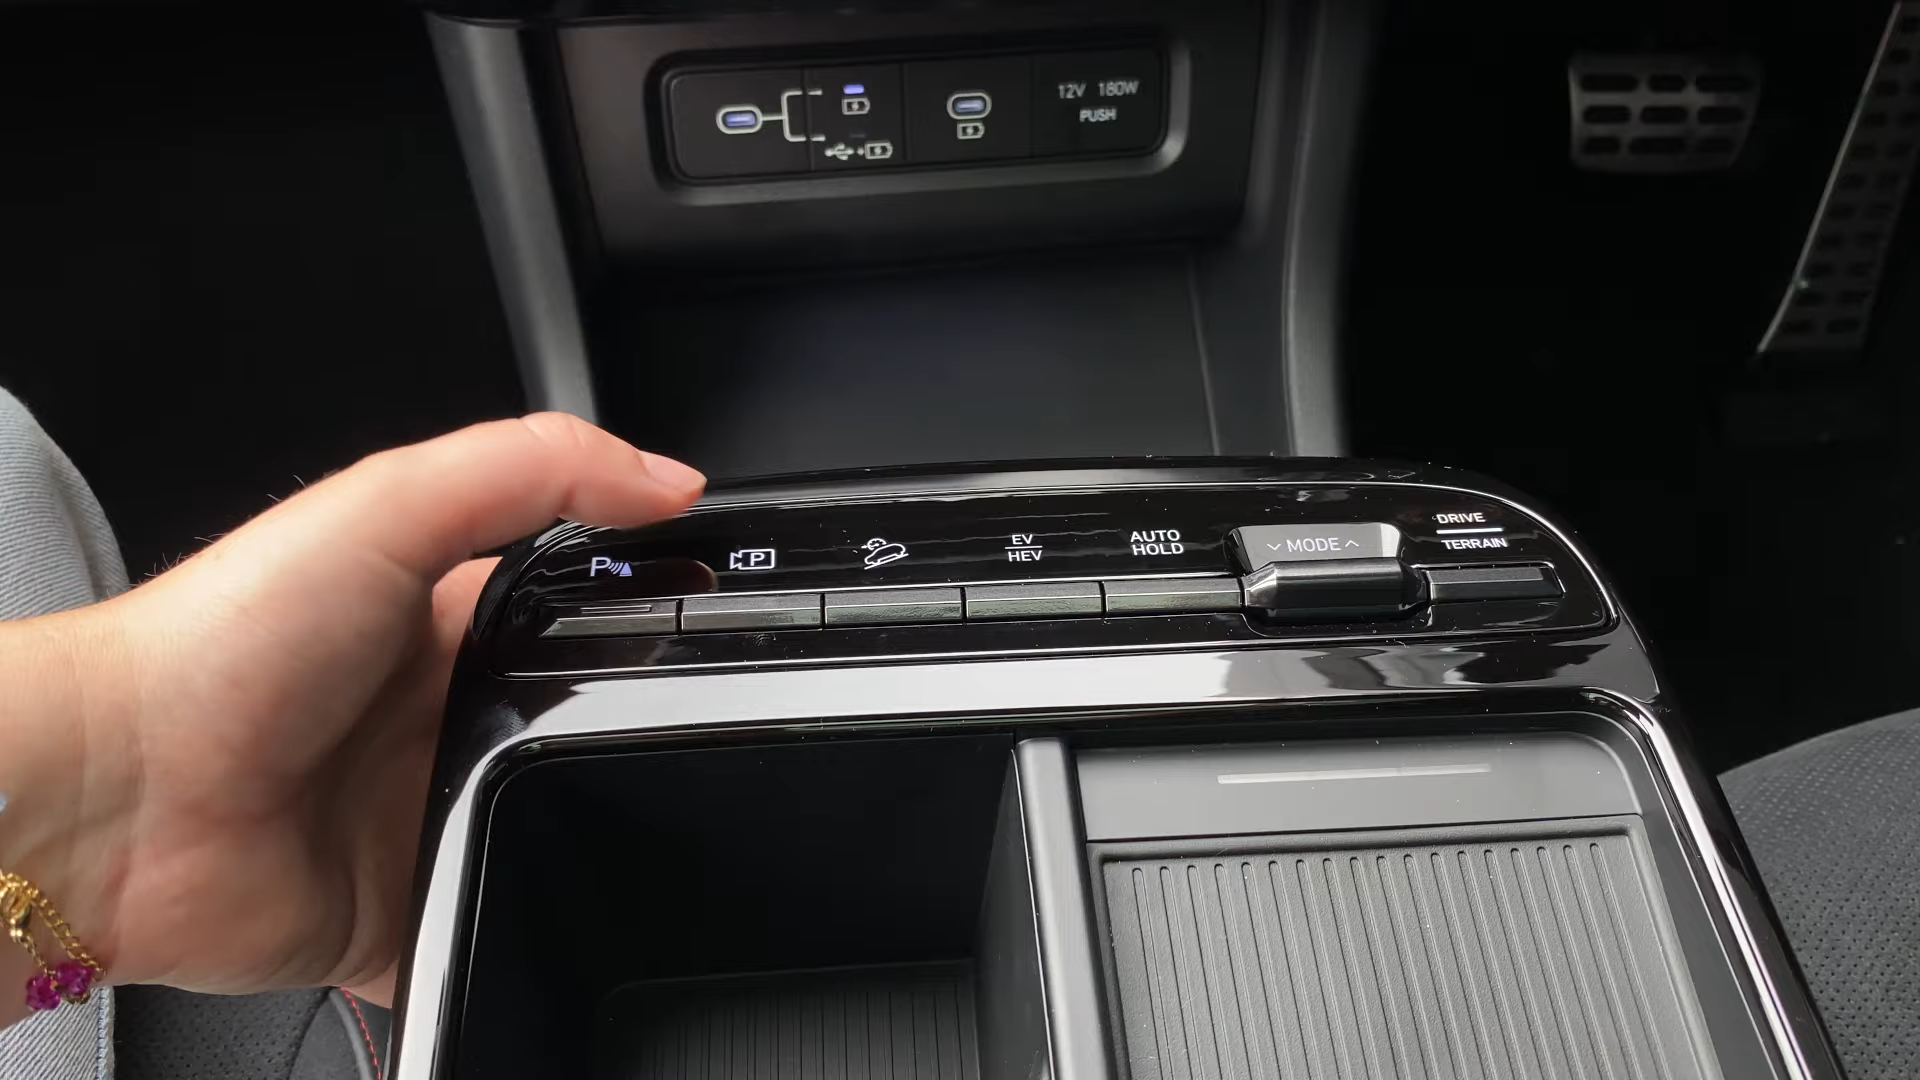 12V 180W
PUSH
P
P
EV
HEV
AUTO
HOLD
MODE
DRIVE
TERRAIN